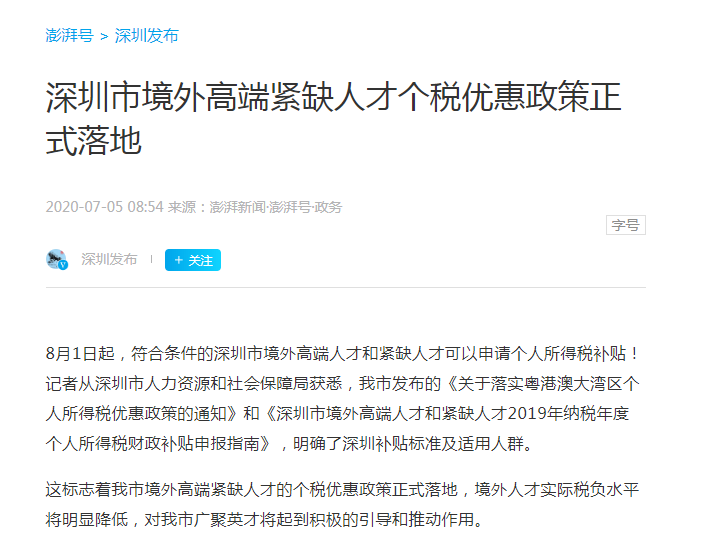 澎湃号 > 深圳发布
深圳市境外高端紧缺人才个税优惠政策正
式落地
2020-07-05 08:54 来源：澎湃新闻·澎湃号·政务
字号
深圳发布
+ 关注
8月1日起，符合条件的深圳市境外高端人才和紧缺人才可以申请个人所得税补贴！
记者从深圳市人力资源和社会保障局获悉，我市发布的《关于落实粤港澳大湾区个
人所得税优惠政策的通知》和《深圳市境外高端人才和紧缺人才2019年纳税年度
个人所得税财政补贴申报指南》，明确了深圳补贴标准及适用人群。
这标志着我市境外高端紧缺人才的个税优惠政策正式落地，境外人才实际税负水平
将明显降低，对我市广聚英才将起到积极的引导和推动作用。